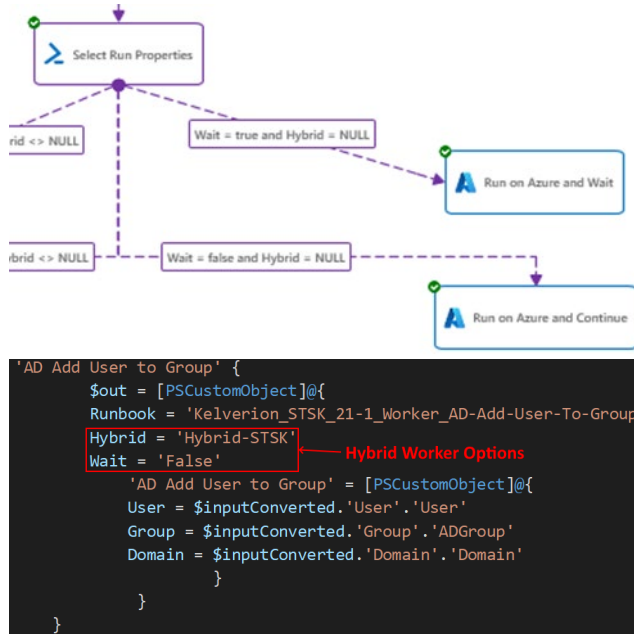 Select Run Properties
rid <> NULL
Wait = true and Hybrid = NULL
Run on Azure and Wait
brid <> NULL
Wait = false and Hybrid = NULL
Run on Azure and Continue
'AD Add User to Group' {
$out = [PSCustomObject]@{
Runbook = 'Kelverion_STSK_21-1_Worker_AD-Add-User-To-Group
Hybrid = 'Hybrid-STSK'
Hybrid Worker Options
Wait = 'False'
'AD Add User to Group' = [PSCustomObject]@{
User = $inputConverted.'User'.'User'
Group = $inputConverted.'Group'.'ADGroup'
Domain = $inputConverted.'Domain'.'Domain'
}
}
}